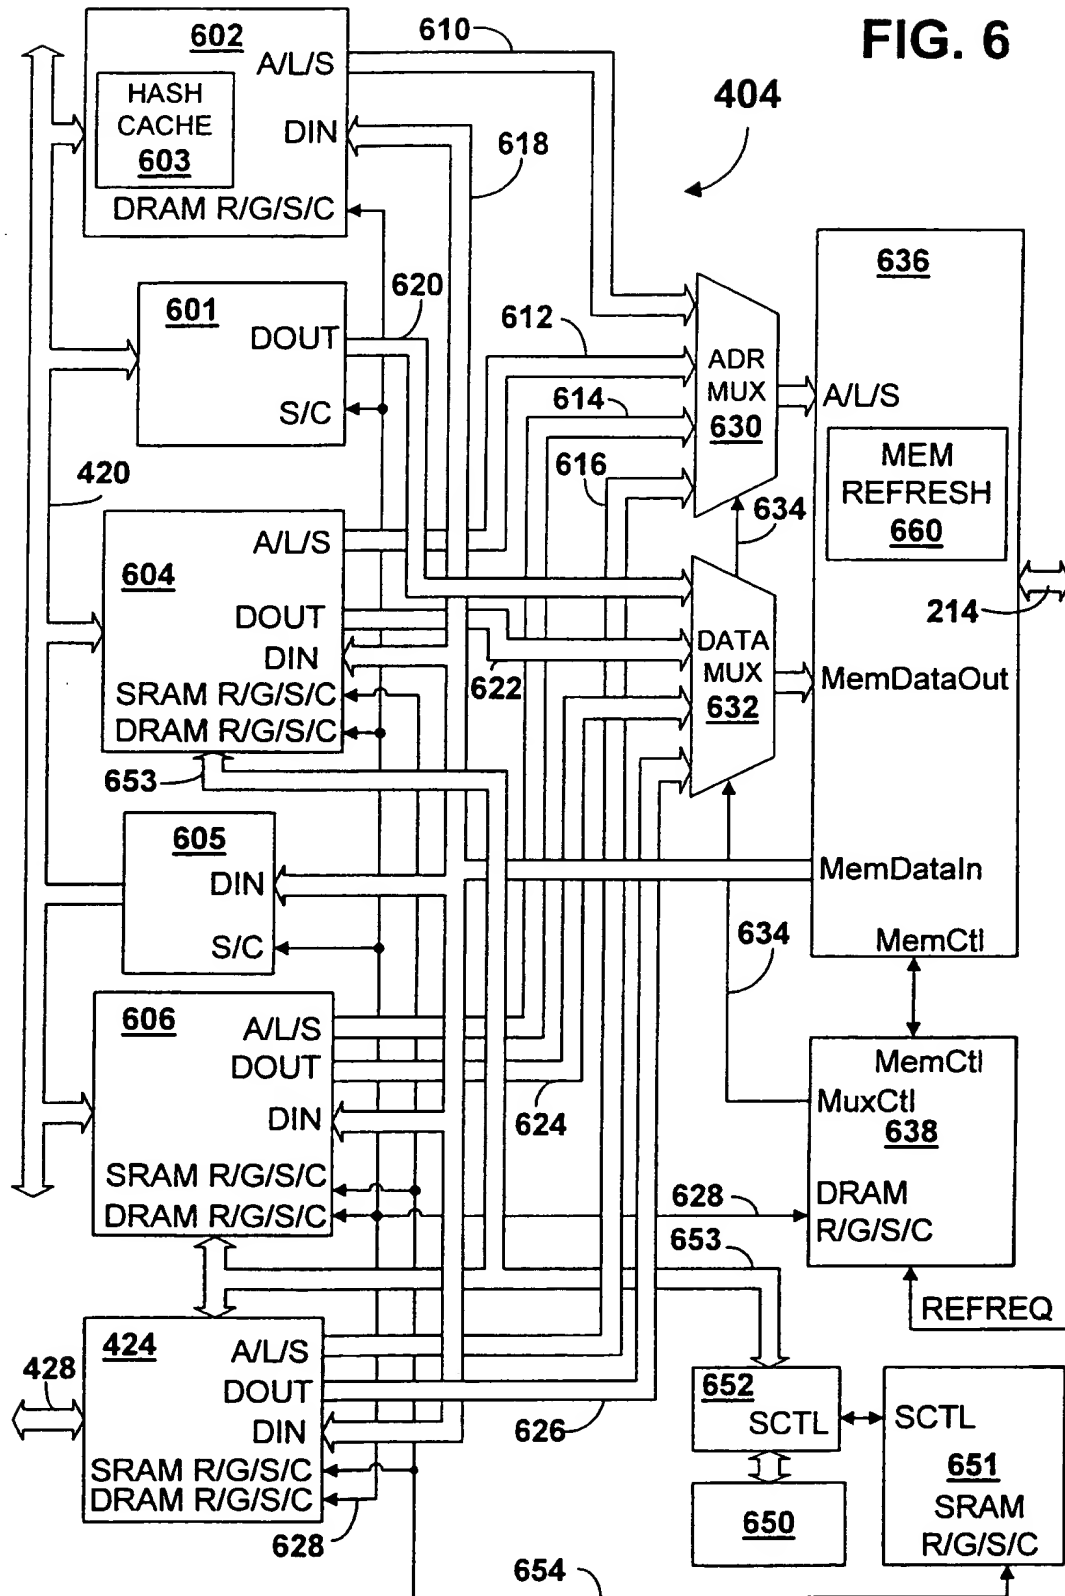 FIG. 6
404
602
610
A/L/S
HASH
CACHE
603
DIN
618
DRAM R/G/S/C
636
601
620
DOUT
612
ADR
MUX
630
A/L/S
S/C
614
616
MEM
REFRESH
660
420
634
A/L/S
604
214
DOUT
DIN
622
DATA
MUX
632
MemDataOut
SRAM R/G/S/C
DRAM R/G/S/C
653
605
DIN
MemDataIn
S/C
634
MemCtl
606
A/L/S
DOUT
MemCtl
MuxCtl
638
DIN
624
SRAM R/G/S/C
DRAM R/G/S/C
628
DRAM
R/G/S/C
653
REFREQ
424
A/L/S
428
DOUT
DIN
626
652
SCTL
SCTL
SRAM R/G/S/C
DRAM R/G/S/C
651
628
650
SRAM
R/G/S/C
654